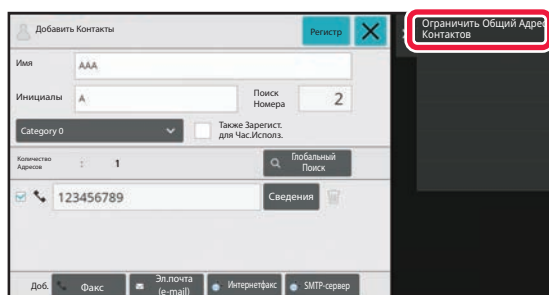 Добавить Контакты
Регистр
Ограничить Общий Адрес
Контактов
Имя
AAA
Инициалы
A
Поиск
Номера
2
Category 0
Также Зарегист.
для Час.Исполз.
Количество
Адресов
:
1
Глобальный
Поиск
123456789
Сведения
Доб.
Факс
Эл.почта
(e-mail)
Интернетфакс
SMTP-сервер